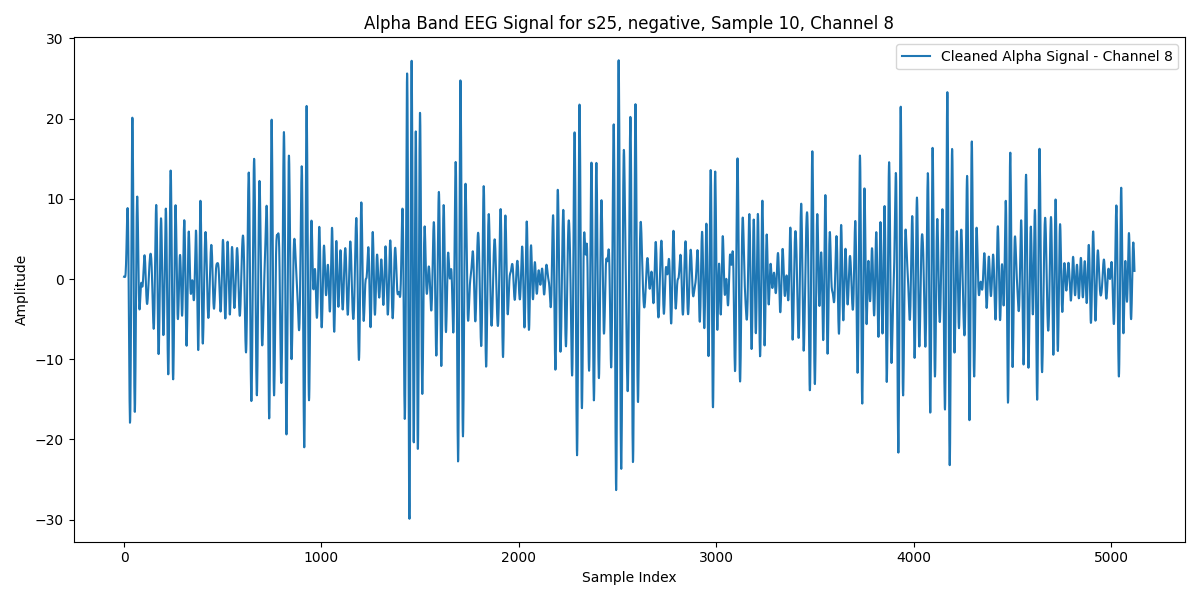 Alpha Band EEG Signal for s25, negative, Sample 10, Channel 8
Cleaned Alpha Signal - Channel 8
Amplitude
30
20
10
0
−10
−20
−30
0 1000 2000 3000 4000 5000
Sample Index